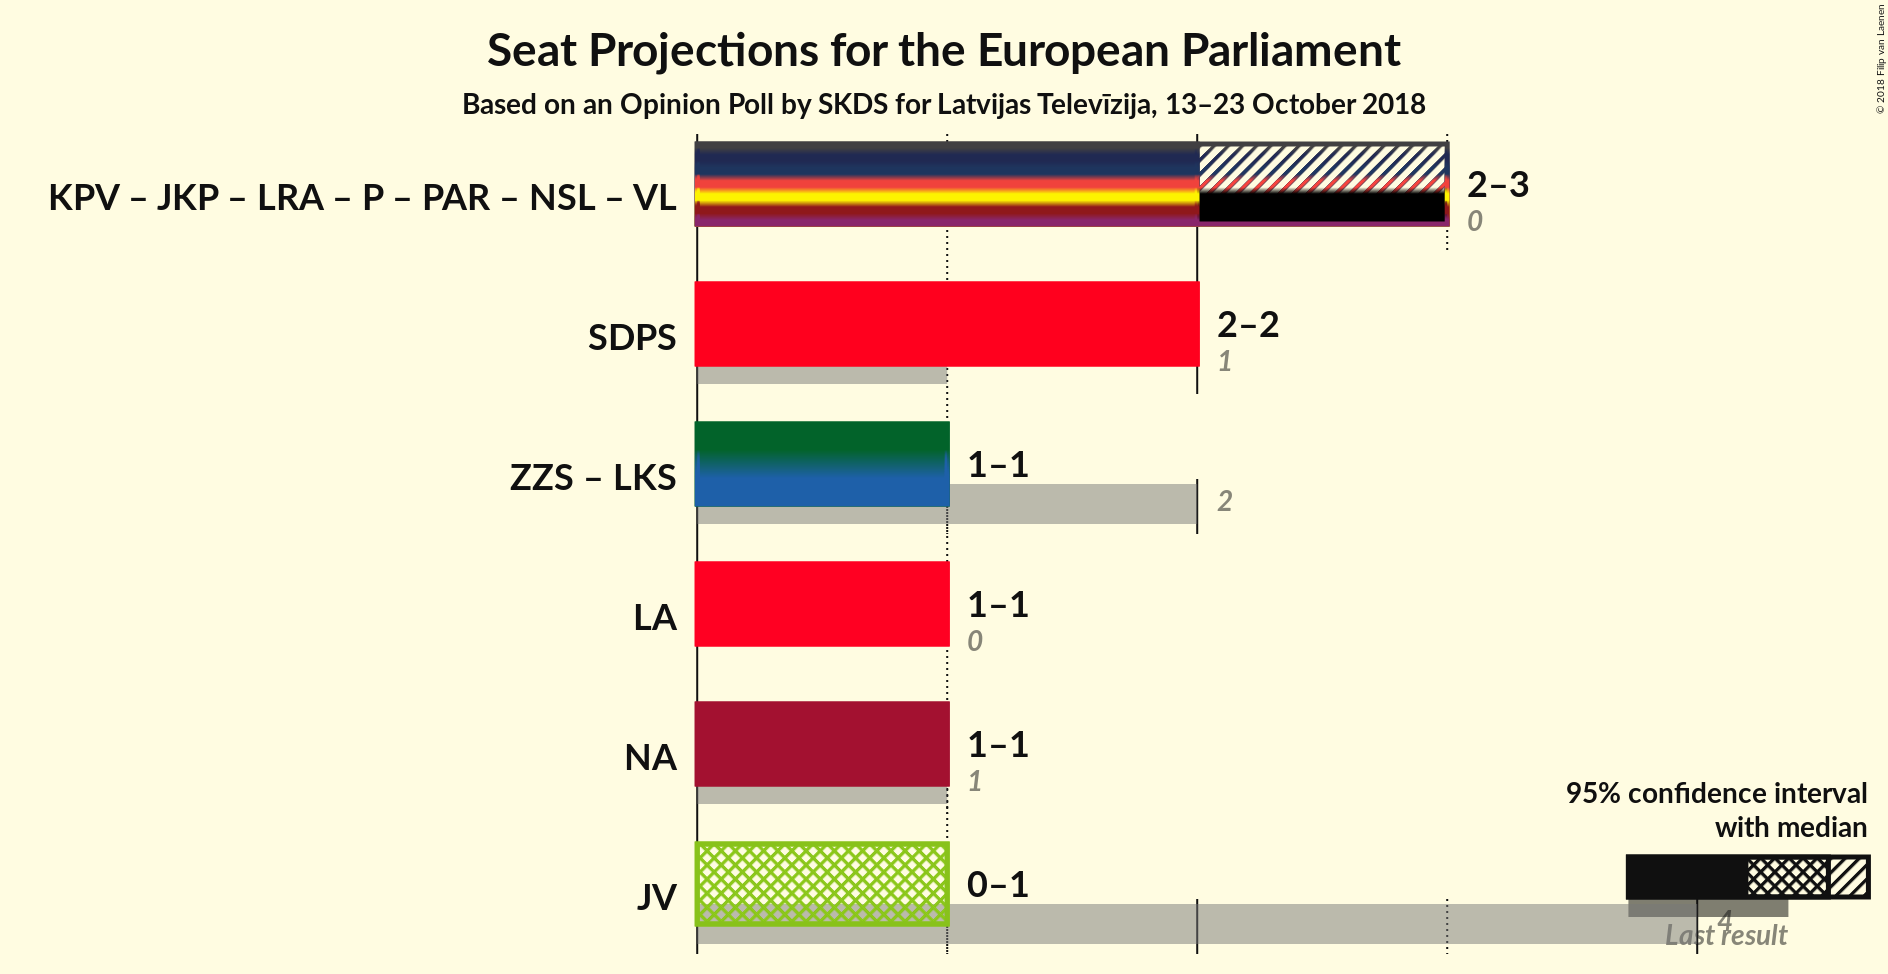 Seat Projections for the European Parliament
Based on an Opinion Poll by SKDS for Latvijas Televīzija, 13–23 October 2018
© 2018 Filip van Laenen
KPV – JKP – LRA – P – PAR – NSL – VL
2–3
0
SDPS
2–2
1
ZZS – LKS
1–1
2
LA
1–1
0
NA
1–1
1
JV
0–1
4
95% confidence interval
with median
Last result